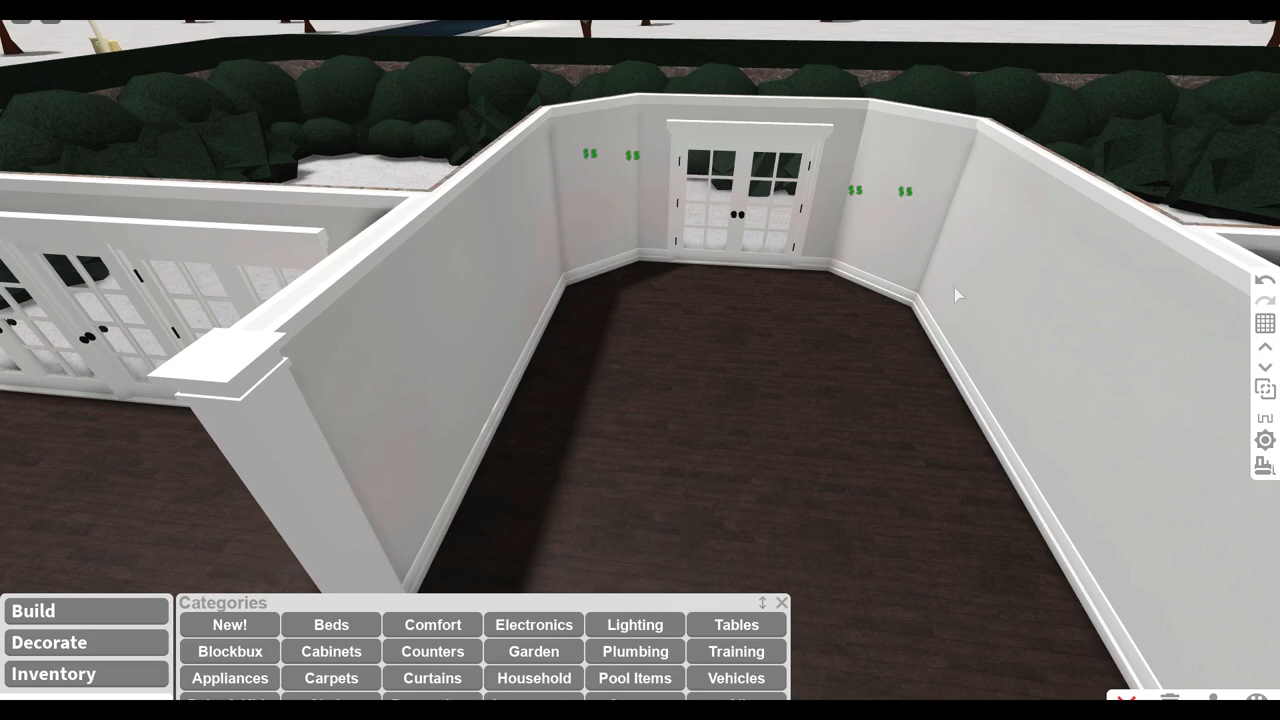 $$ $$
$$ $$
Build
Decorate
Inventory
Categories
New! Beds Comfort Electronics Lighting Tables
Blockbux Cabinets Counters Garden Plumbing Training
Appliances Carpets Curtains Household Pool Items Vehicles